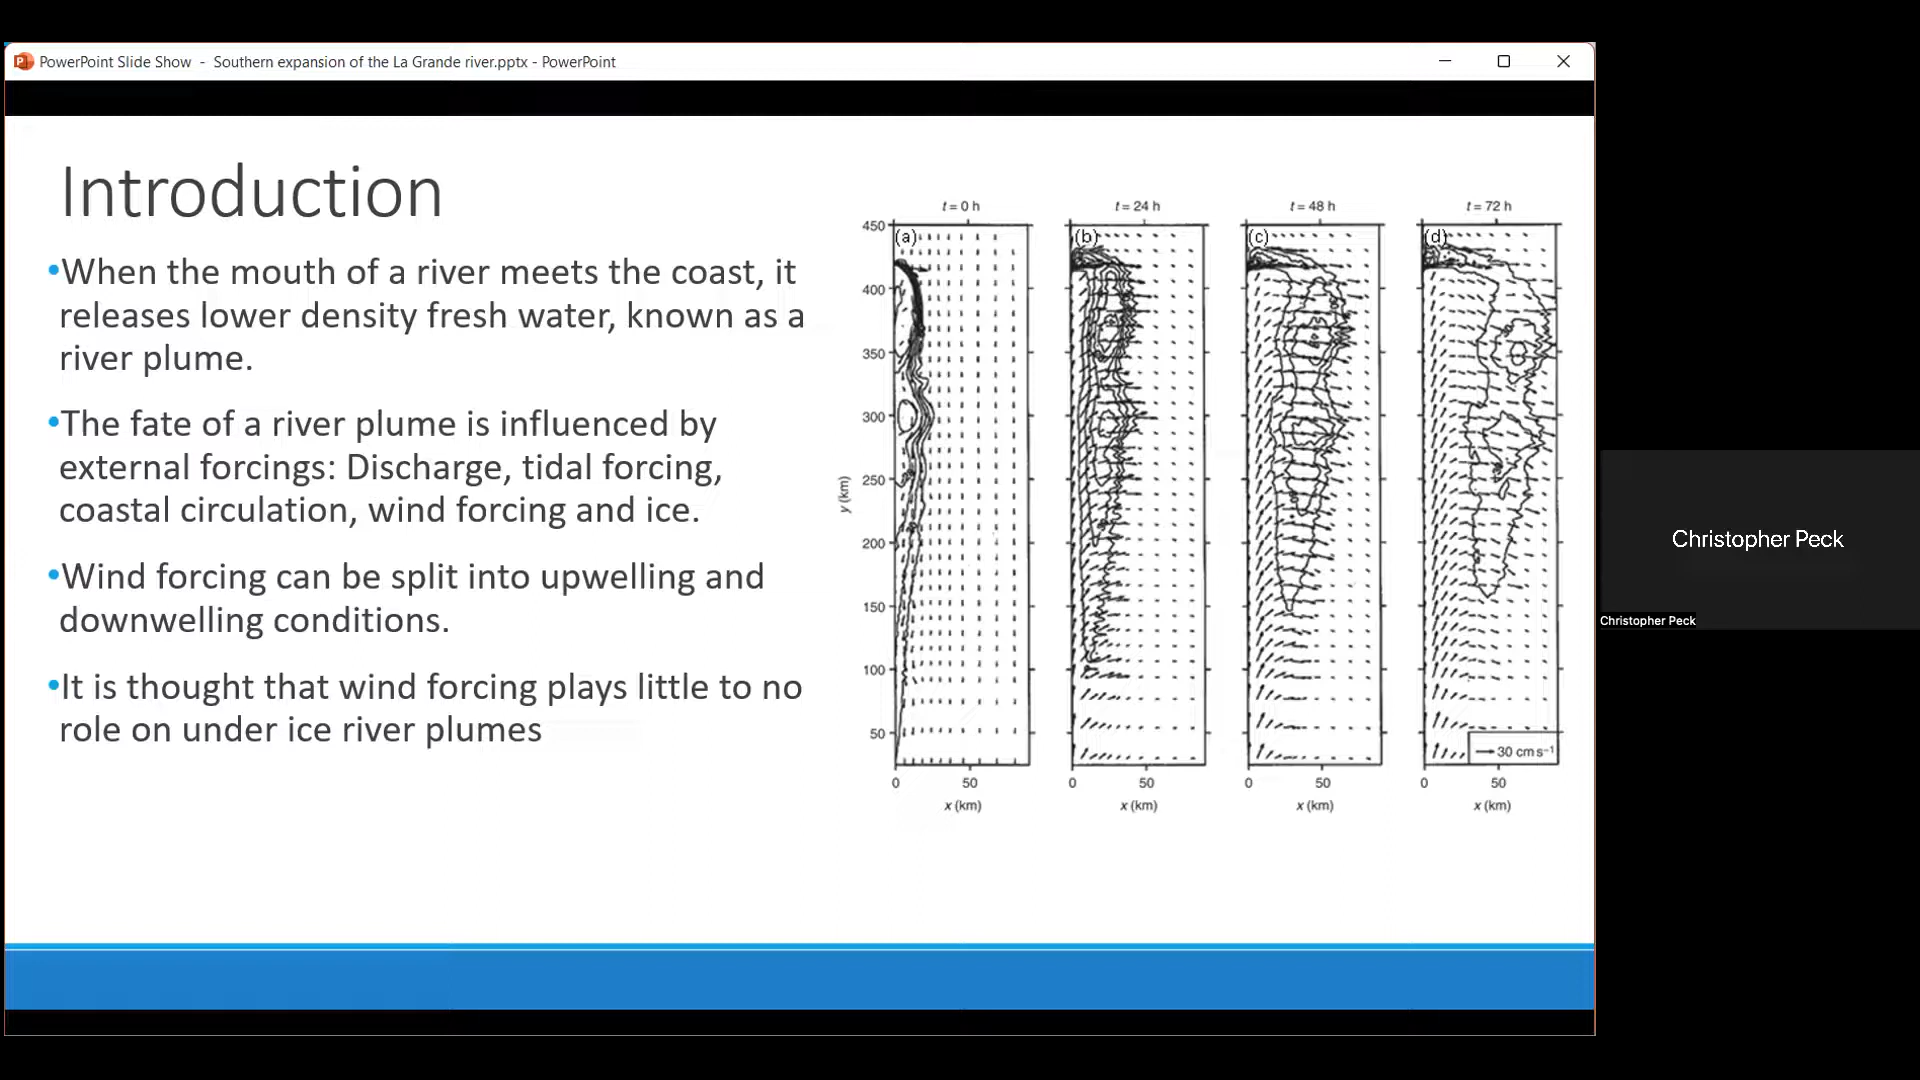 PowerPoint Slide Show - Southern expansion of the La Grande river.pptx - PowerPoint
Introduction
•When the mouth of a river meets the coast, it
releases lower density fresh water, known as a
river plume.
•The fate of a river plume is influenced by
external forcings: Discharge, tidal forcing,
coastal circulation, wind forcing and ice.
•Wind forcing can be split into upwelling and
downwelling conditions.
•It is thought that wind forcing plays little to no
role on under ice river plumes
t = 0 h t = 24 h t = 48 h t = 72 h
(a) (b) (c) (d)
450
400
350
300
250
200
150
100
50
y (km)
30 cm s⁻¹
0 50 0 50 0 50 0 50
x (km) x (km) x (km) x (km)
Christopher Peck
Christopher Peck